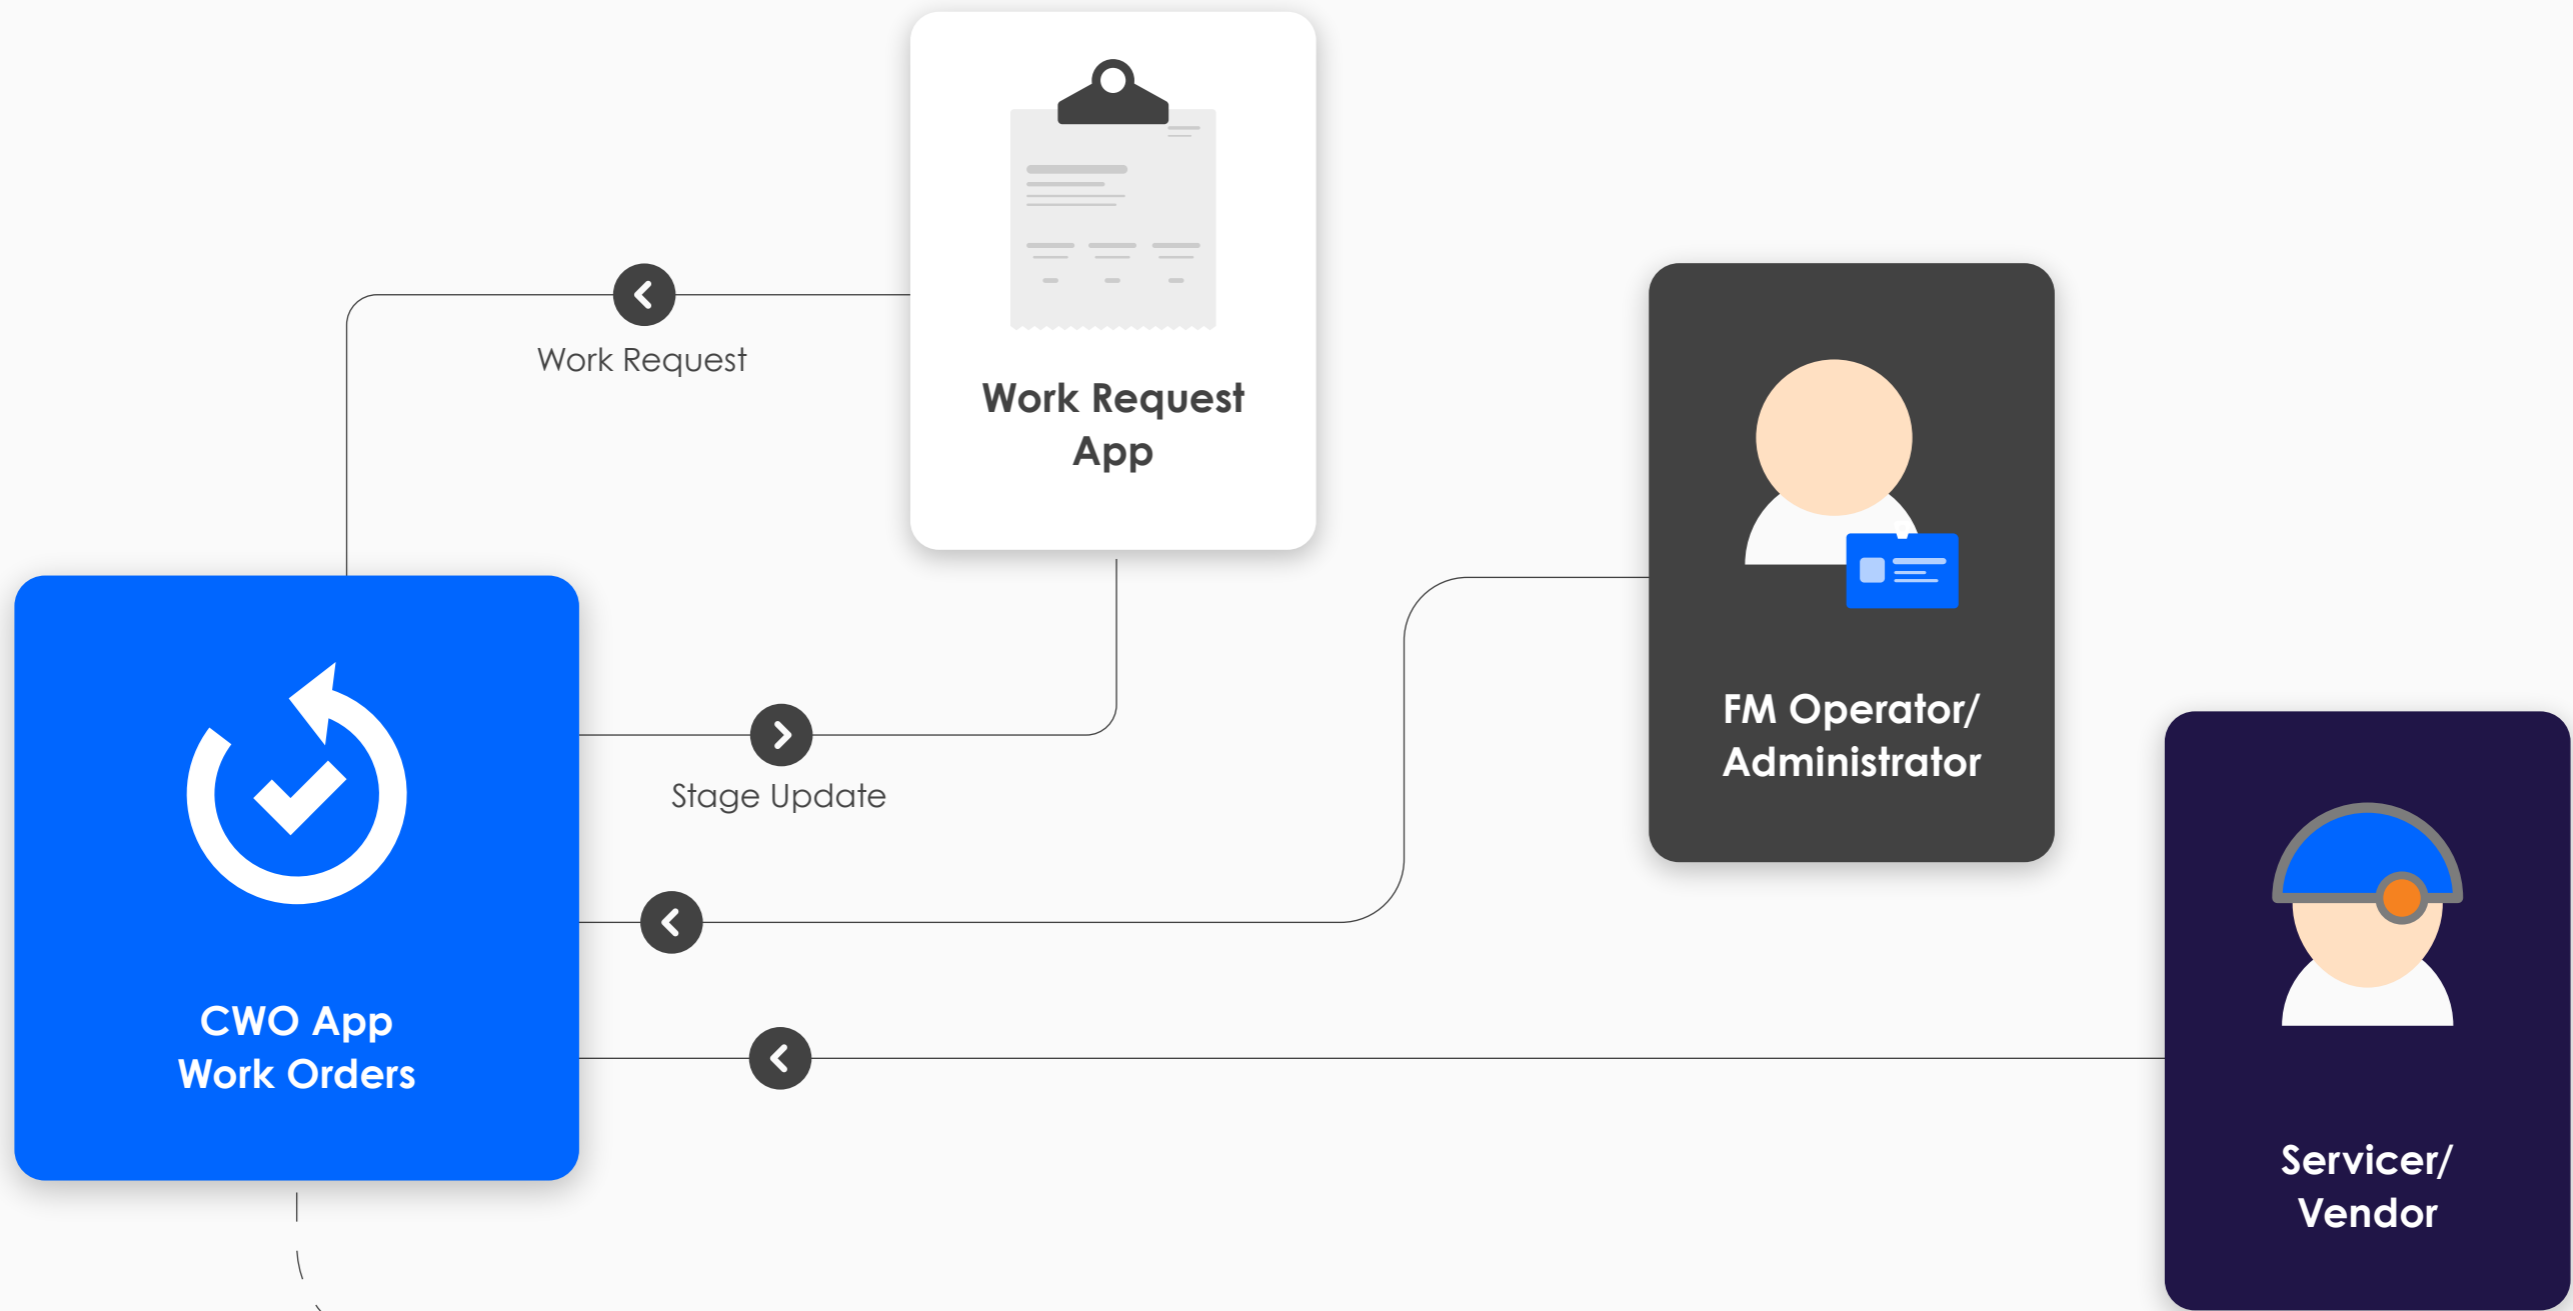 Work Request
App
Work Request
FM Operator/
Administrator
Stage Update
CWO App
Work Orders
Servicer/
Vendor